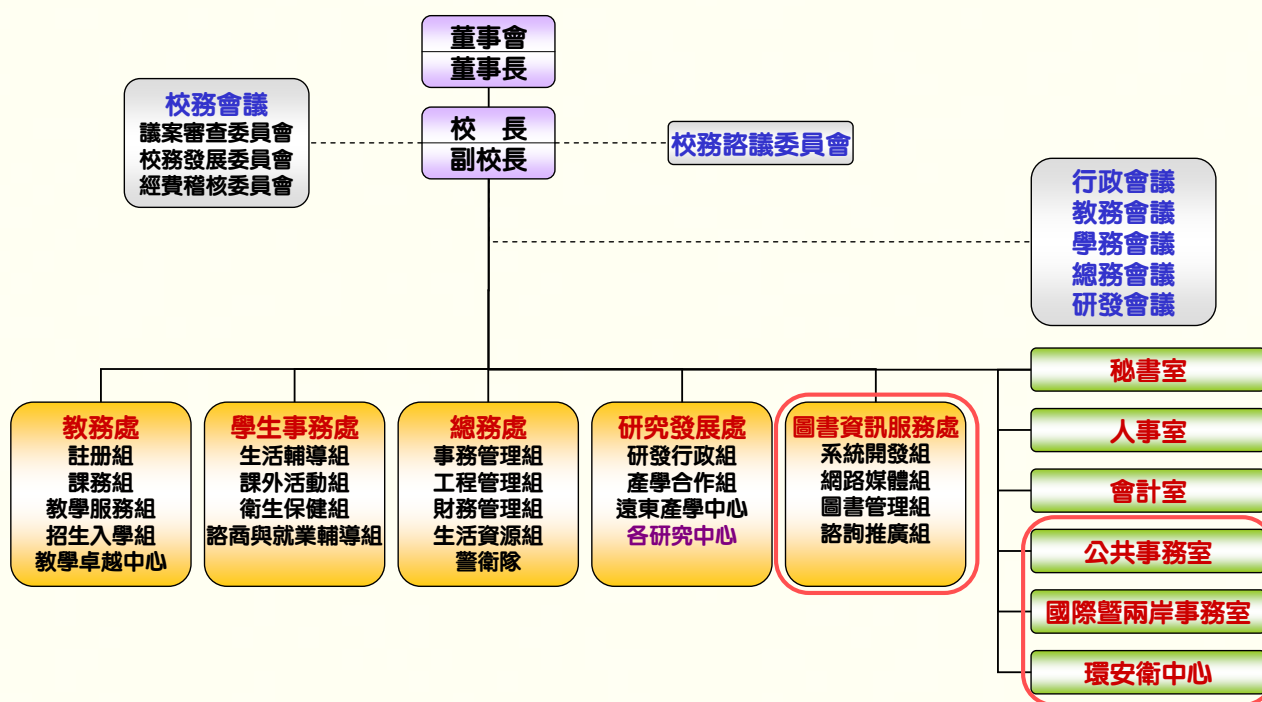 董事會
董事長
校務會議
議案審查委員會
校務發展委員會
經費稽核委員會
校　長
副校長
校務諮議委員會
行政會議
教務會議
學務會議
總務會議
研發會議
教務處
註册組
課務組
教學服務組
招生入學組
教學卓越中心
學生事務處
生活輔導組
課外活動組
衛生保健組
諮商與就業輔導組
總務處
事務管理組
工程管理組
財務管理組
生活資源組
警衛隊
研究發展處
研發行政組
產學合作組
遠東產學中心
各研究中心
圖書資訊服務處
系統開發組
網路媒體組
圖書管理組
諮詢推廣組
秘書室
人事室
會計室
公共事務室
國際暨兩岸事務室
環安衛中心